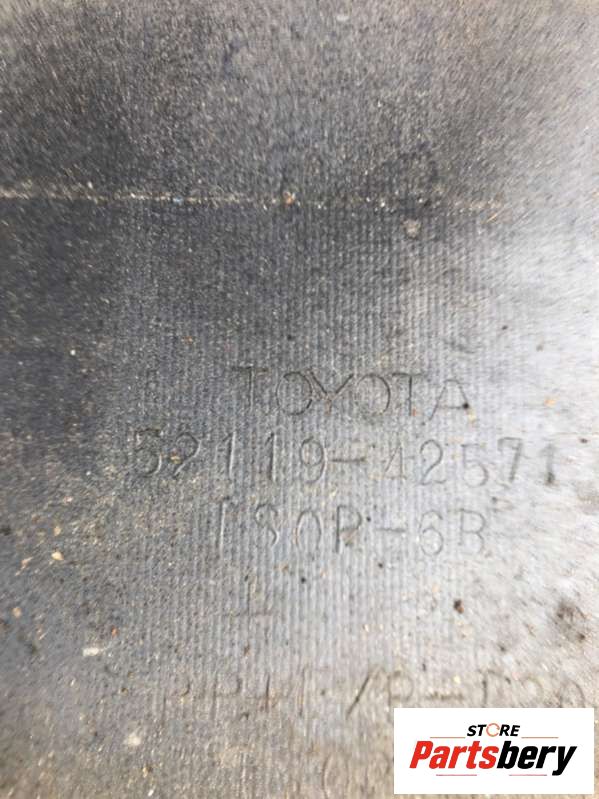 TOYOTA
52119-42571
TSOP-6B
STORE
Partsbery